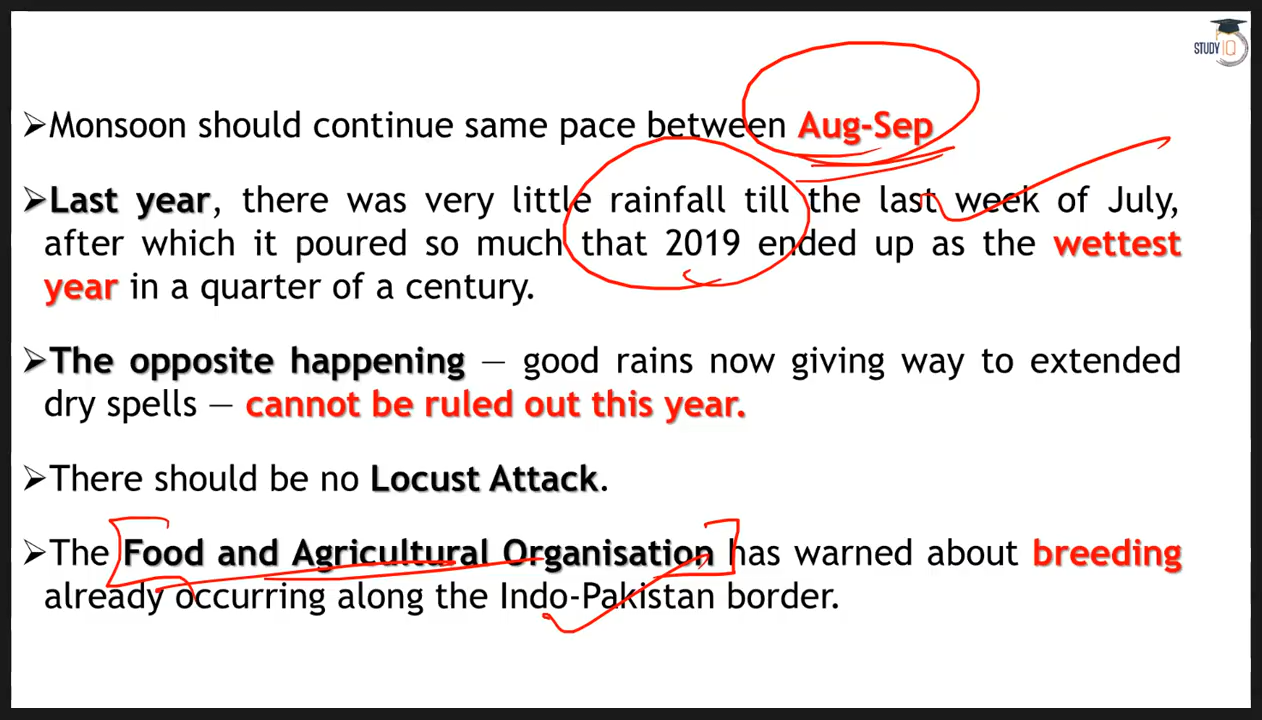 STUDY IQ
➢Monsoon should continue same pace between Aug-Sep
➢Last year, there was very little rainfall till the last week of July,
after which it poured so much that 2019 ended up as the wettest
year in a quarter of a century.
➢The opposite happening — good rains now giving way to extended
dry spells — cannot be ruled out this year.
➢There should be no Locust Attack.
➢The Food and Agricultural Organisation has warned about breeding
already occurring along the Indo-Pakistan border.